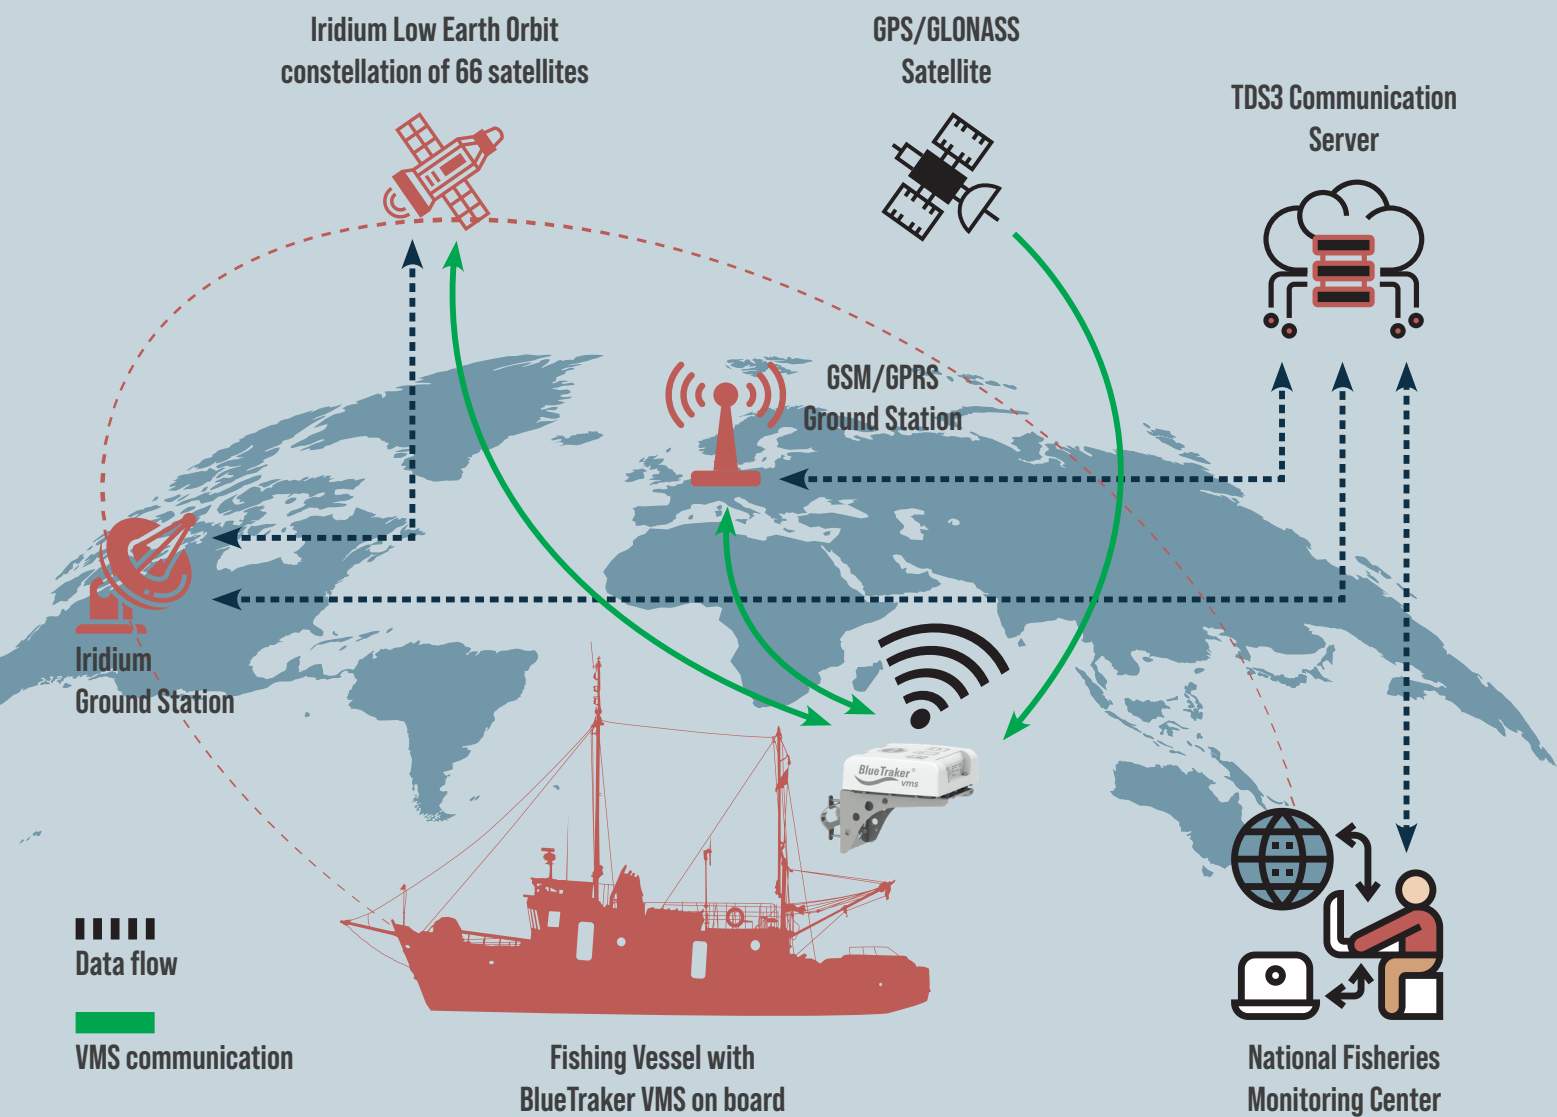 Iridium Low Earth Orbit
constellation of 66 satellites
GPS/GLONASS
Satellite
TDS3 Communication
Server
GSM/GPRS
Ground Station
Iridium
Ground Station
BlueTraker®
vms
Data flow
VMS communication
Fishing Vessel with
BlueTraker VMS on board
National Fisheries
Monitoring Center